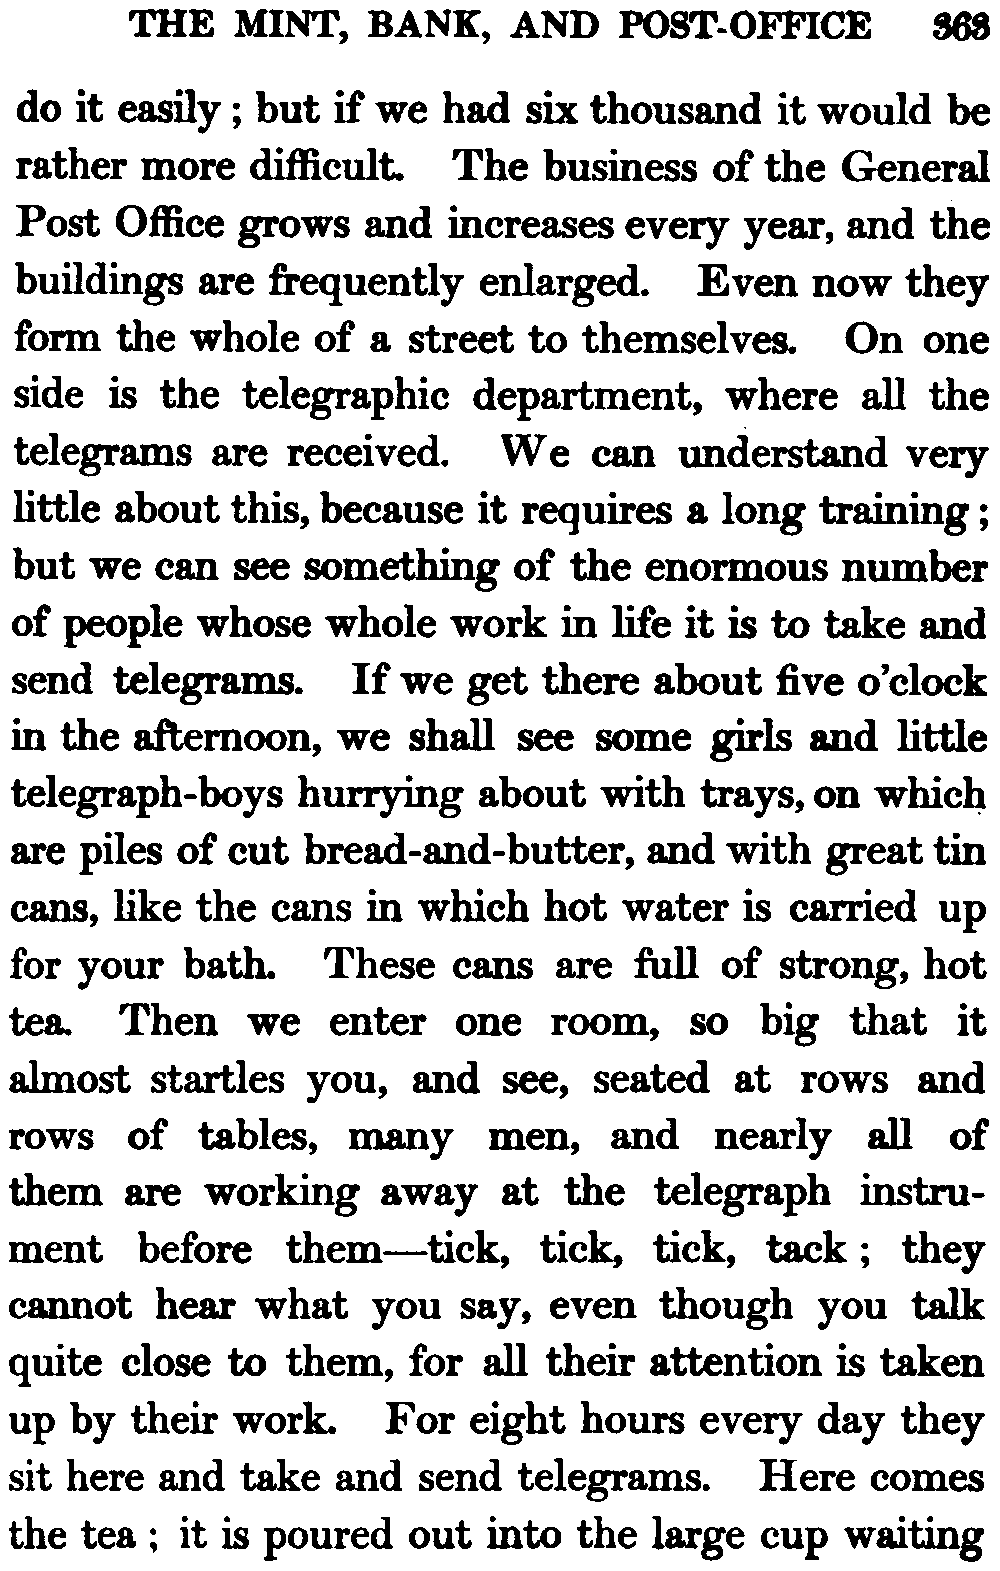 THE MINT, BANK, AND POST-OFFICE 363
do it easily ; but if we had six thousand it would be
rather more difficult. The business of the General
Post Office grows and increases every year, and the
buildings are frequently enlarged. Even now they
form the whole of a street to themselves. On one
side is the telegraphic department, where all the
telegrams are received. We can understand very
little about this, because it requires a long training ;
but we can see something of the enormous number
of people whose whole work in life it is to take and
send telegrams. If we get there about five o'clock
in the afternoon, we shall see some girls and little
telegraph-boys hurrying about with trays, on which
are piles of cut bread-and-butter, and with great tin
cans, like the cans in which hot water is carried up
for your bath. These cans are full of strong, hot
tea. Then we enter one room, so big that it
almost startles you, and see, seated at rows and
rows of tables, many men, and nearly all of
them are working away at the telegraph instru-
ment before them—tick, tick, tick, tack ; they
cannot hear what you say, even though you talk
quite close to them, for all their attention is taken
up by their work. For eight hours every day they
sit here and take and send telegrams. Here comes
the tea ; it is poured out into the large cup waiting